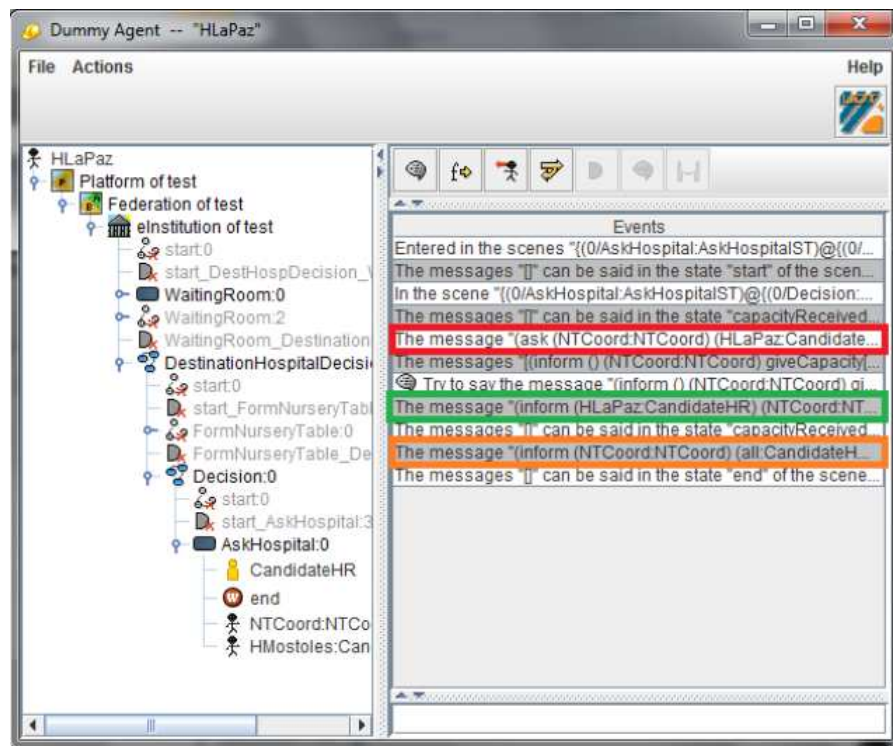 Dummy Agent -- "HLaPaz"
File Actions
Help
HLaPaz
Platform of test
Federation of test
eInstitution of test
start:0
start_DestHospDecision_
WaitingRoom:0
WaitingRoom:2
WaitingRoom_Destination
DestinationHospitalDecisi
start:0
start_FormNurseryTabl
FormNurseryTable:0
FormNurseryTable_De
Decision:0
start:0
start_AskHospital:3
AskHospital:0
CandidateHR
end
NTCoord:NTCo
HMostoles:Can
Events
Entered in the scenes "{(0/AskHospital:AskHospitalST)@{(0/...
The messages "[]" can be said in the state "start" of the scen...
In the scene "{(0/AskHospital:AskHospitalST)@{(0/Decision:...
The messages "[]" can be said in the state "capacityReceived...
The message "(ask (NTCoord:NTCoord) (HLaPaz:Candidate...
The messages "[(inform () (NTCoord:NTCoord) giveCapacity[...
Try to say the message "(inform () (NTCoord:NTCoord) gi...
The message "(inform (HLaPaz:CandidateHR) (NTCoord:NT...
The messages "[]" can be said in the state "capacityReceived...
The message "(inform (NTCoord:NTCoord) (all:CandidateH...
The messages "[]" can be said in the state "end" of the scene...